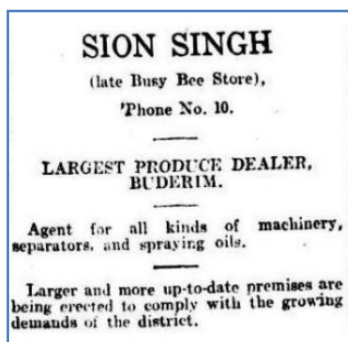 SION SINGH
(late Busy Bee Store),
'Phone No. 10.
LARGEST PRODUCE DEALER,
BUDERIM.
Agent for all kinds of machinery,
separators, and spraying oils.
Larger and more up-to-date premises are
being erected to comply with the growing
demands of the district.